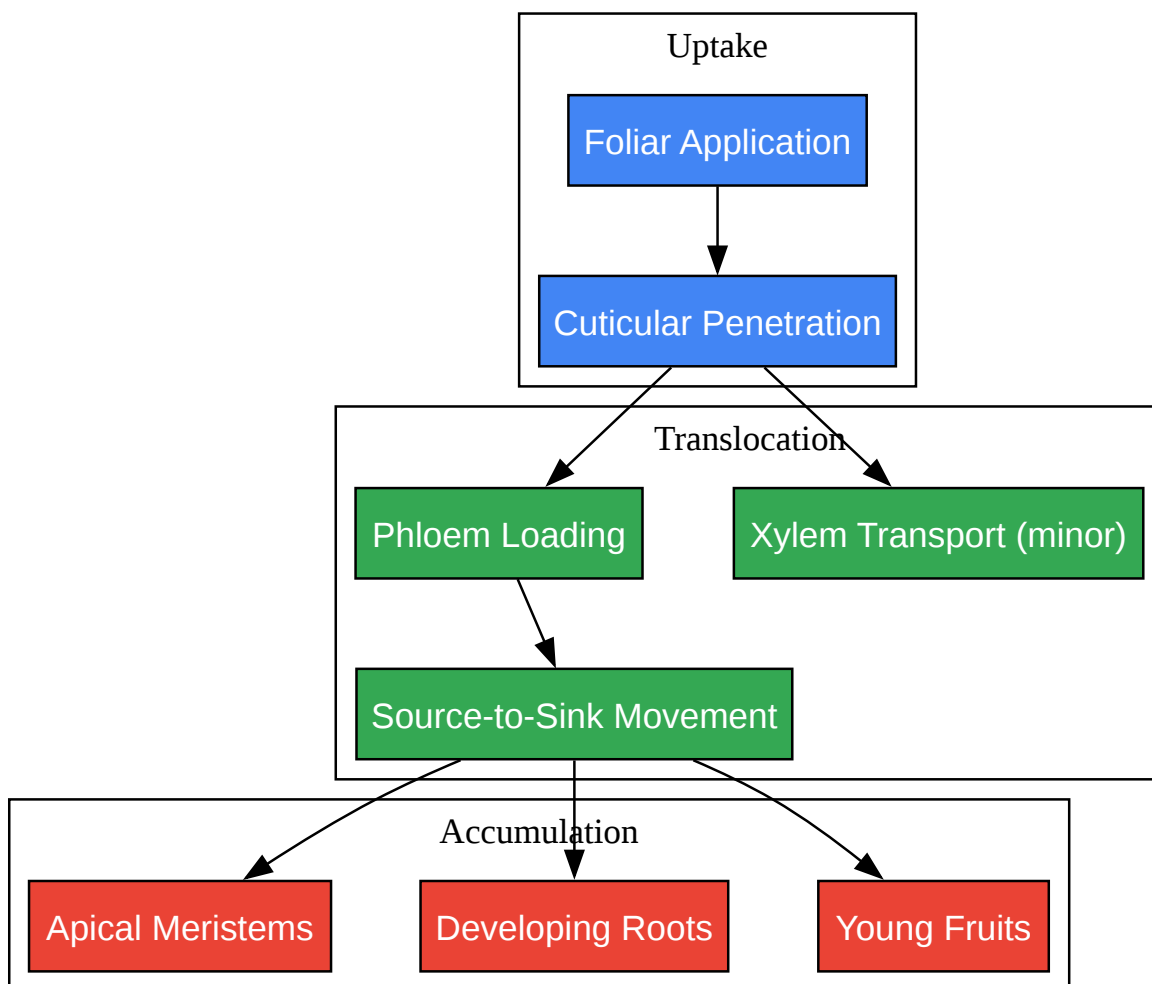 Uptake
Foliar Application
Cuticular Penetration
Translocation
Phloem Loading
Xylem Transport (minor)
Source-to-Sink Movement
Accumulation
Apical Meristems
Developing Roots
Young Fruits